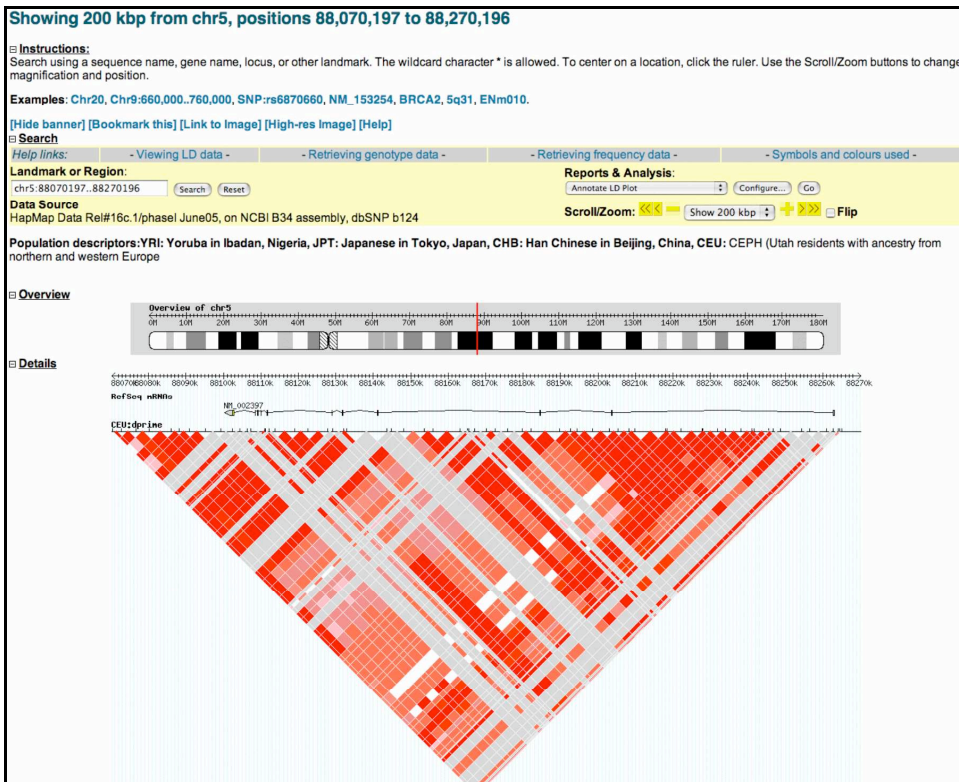 Showing 200 kbp from chr5, positions 88,070,197 to 88,270,196
Instructions:
Search using a sequence name, gene name, locus, or other landmark. The wildcard character * is allowed. To center on a location, click the ruler. Use the Scroll/Zoom buttons to change
magnification and position.
Examples: Chr20, Chr9:660,000..760,000, SNP:rs6870660, NM_153254, BRCA2, 5q31, ENm010.
[Hide banner] [Bookmark this] [Link to Image] [High-res Image] [Help]
Search
Help links: - Viewing LD data - - Retrieving genotype data - - Retrieving frequency data - - Symbols and colours used -
Landmark or Region: Reports & Analysis:
chr5:88070197..88270196 Search Reset Annotate LD Plot Configure... Go
Data Source
HapMap Data Rel#16c.1/phaseI June05, on NCBI B34 assembly, dbSNP b124
Scroll/Zoom: <<< - Show 200 kbp + >>> Flip
Population descriptors:YRI: Yoruba in Ibadan, Nigeria, JPT: Japanese in Tokyo, Japan, CHB: Han Chinese in Beijing, China, CEU: CEPH (Utah residents with ancestry from
northern and western Europe
Overview
Overview of chr5
0M 10M 20M 30M 40M 50M 60M 70M 80M 90M 100M 110M 120M 130M 140M 150M 160M 170M 180M
Details
88070k 88080k 88090k 88100k 88110k 88120k 88130k 88140k 88150k 88160k 88170k 88180k 88190k 88200k 88210k 88220k 88230k 88240k 88250k 88260k 88270k
RefSeq mRNAs
NM_002397
CEU:dprime